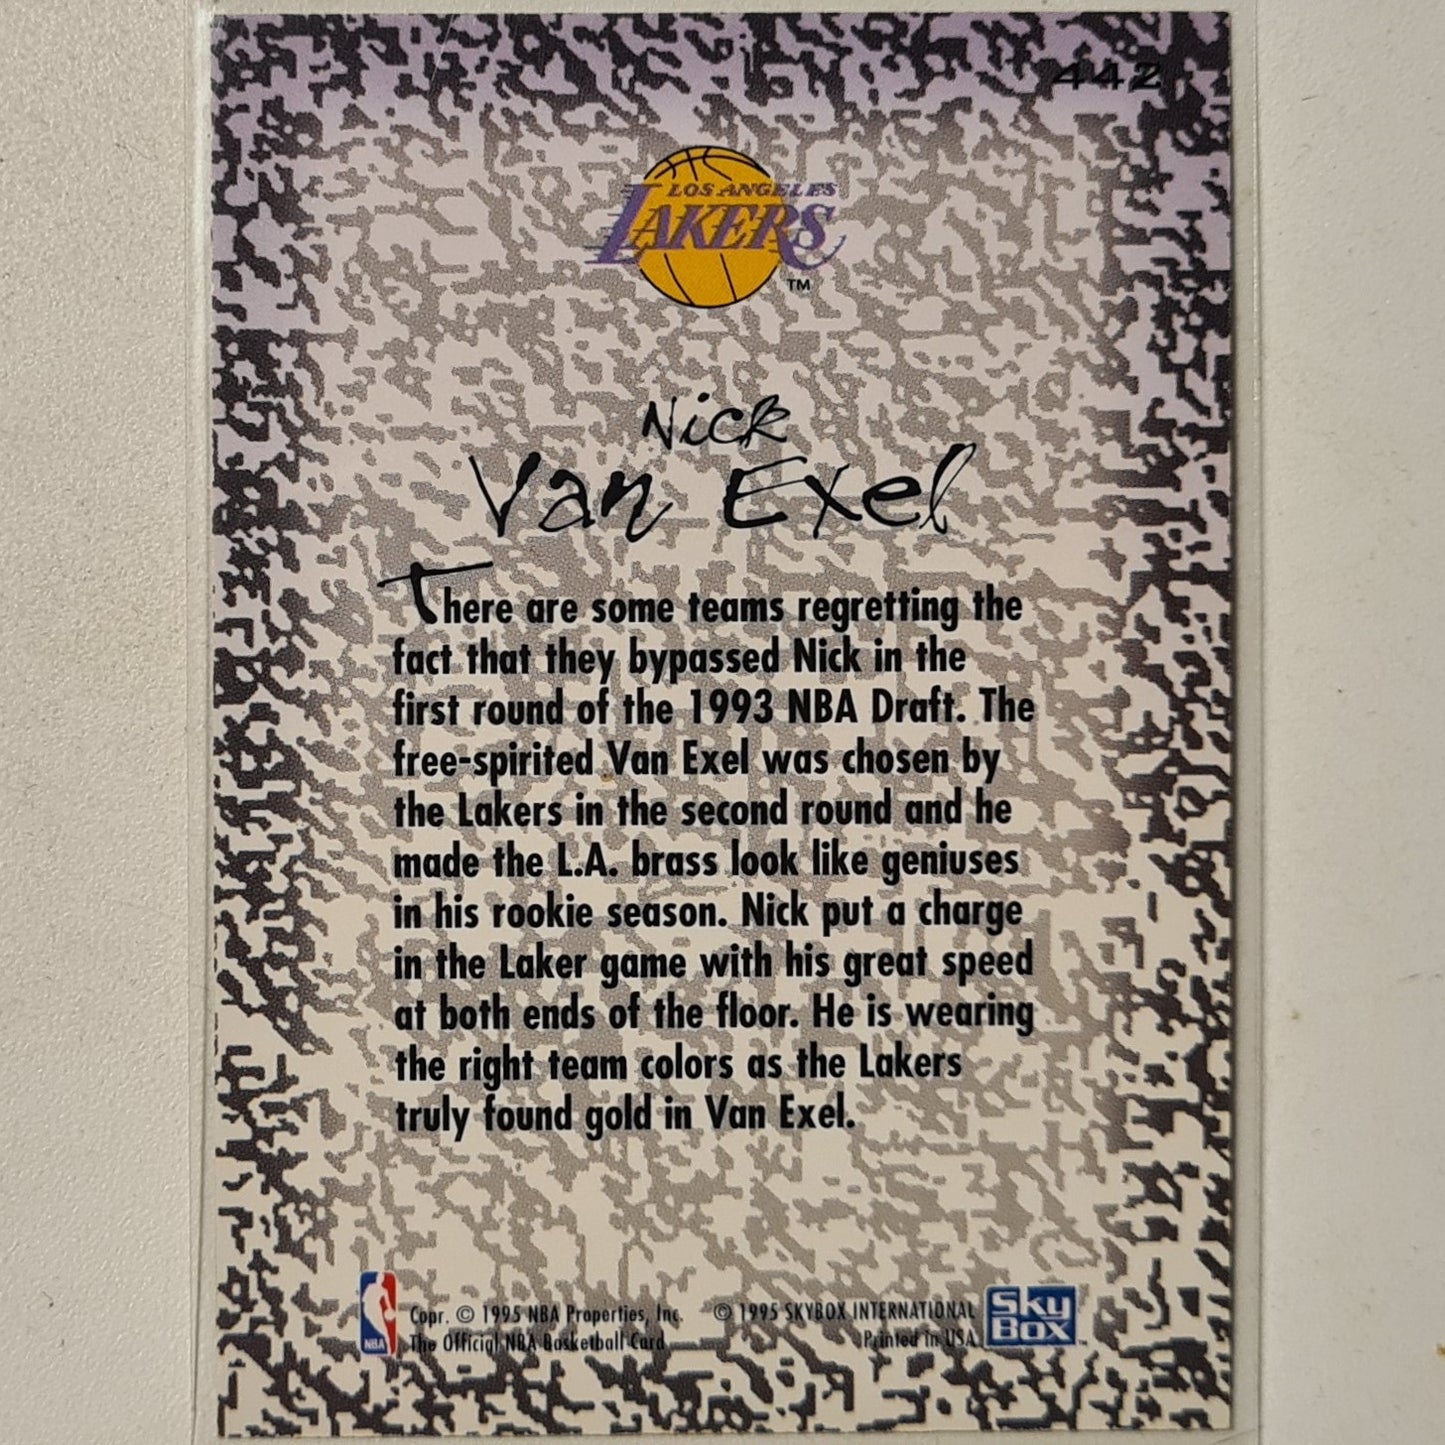 442
LOS ANGELES
LAKERS
TM
Nick
Van Exel
There are some teams regretting the
fact that they bypassed Nick in the
first round of the 1993 NBA Draft. The
free-spirited Van Exel was chosen by
the Lakers in the second round and he
made the L.A. brass look like geniuses
in his rookie season. Nick put a charge
in the Laker game with his great speed
at both ends of the floor. He is wearing
the right team colors as the Lakers
truly found gold in Van Exel.
NBA
Copr. © 1995 NBA Properties, Inc.
The Official NBA Basketball Card
© 1995 SKYBOX INTERNATIONAL
Printed in USA
Sky
BOX